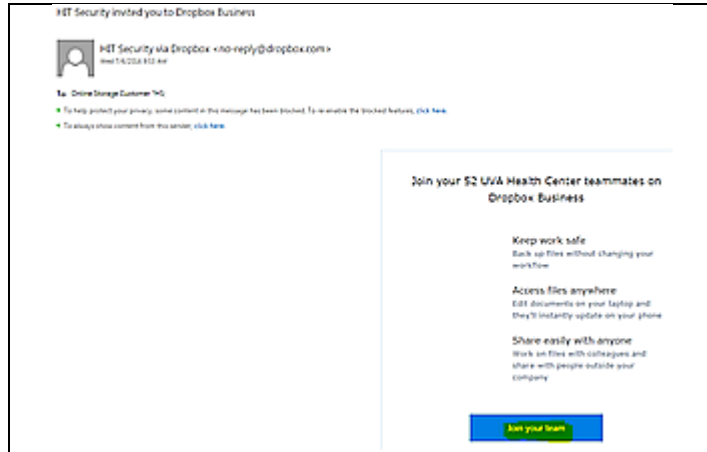 HIT Security invited you to Dropbox Business
HIT Security via Dropbox <no-reply@dropbox.com>
Wed 7/6/2016 AM
To: Online Storage Customer
To help protect your privacy, some content in this message has been blocked. To re-enable the blocked features, click here.
To always show content from this sender, click here.
Join your 52 UVA Health Center teammates on
Dropbox Business
Keep work safe
Back up files without changing your
workflow
Access files anywhere
Edit documents on your laptop and
they'll instantly update on your phone
Share easily with anyone
Work on files with colleagues and
share with people outside your
company
Join your team